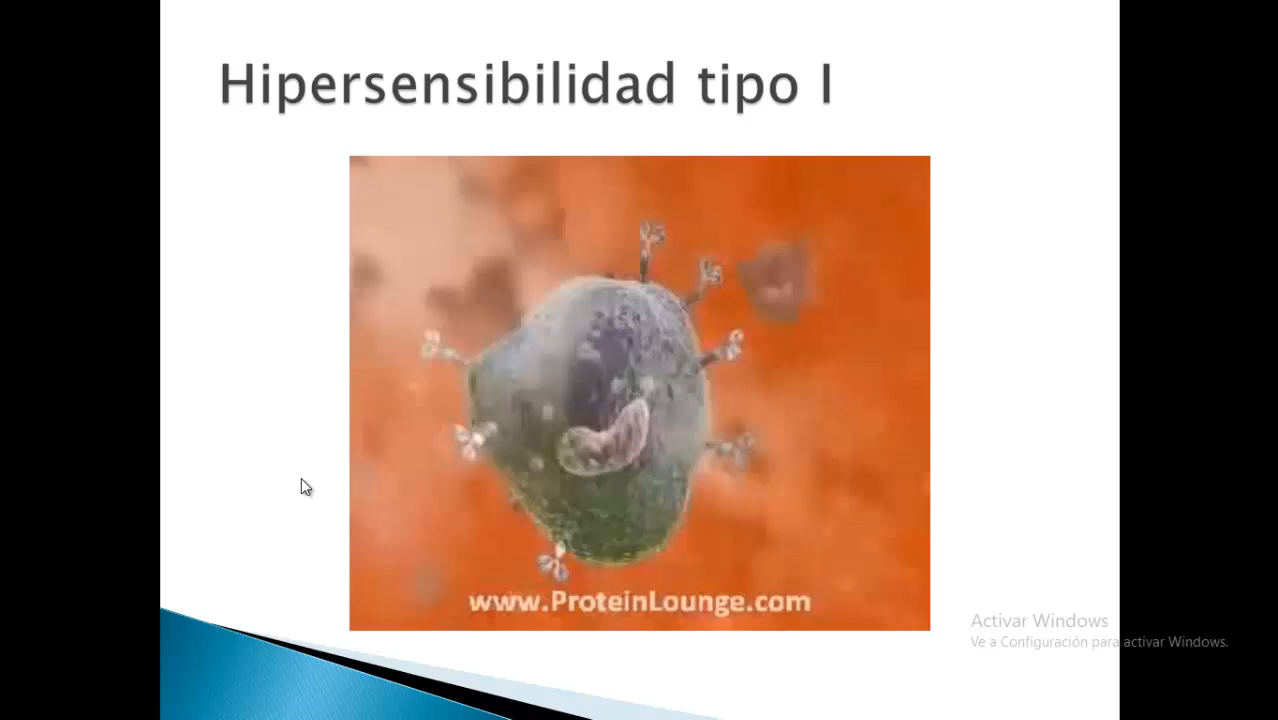 Hipersensibilidad tipo I
www.ProteinLounge.com
Activar Windows
Ve a Configuración para activar Windows.